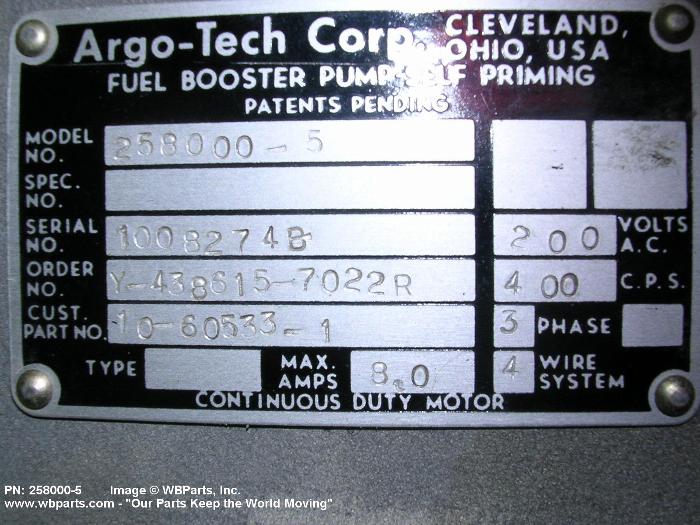 Argo-Tech Corp. CLEVELAND,
OHIO, USA
FUEL BOOSTER PUMP-SELF PRIMING
PATENTS PENDING
MODEL NO. 258000-5
SPEC. NO.
SERIAL NO. 1008274B 200 VOLTS A.C.
ORDER NO. Y-438615-7022R 400 C.P.S.
CUST. PART NO. 10-60533-1 3 PHASE
TYPE MAX. AMPS 8.0 4 WIRE SYSTEM
CONTINUOUS DUTY MOTOR
PN: 258000-5 Image © WBParts, Inc.
www.wbparts.com - "Our Parts Keep the World Moving"